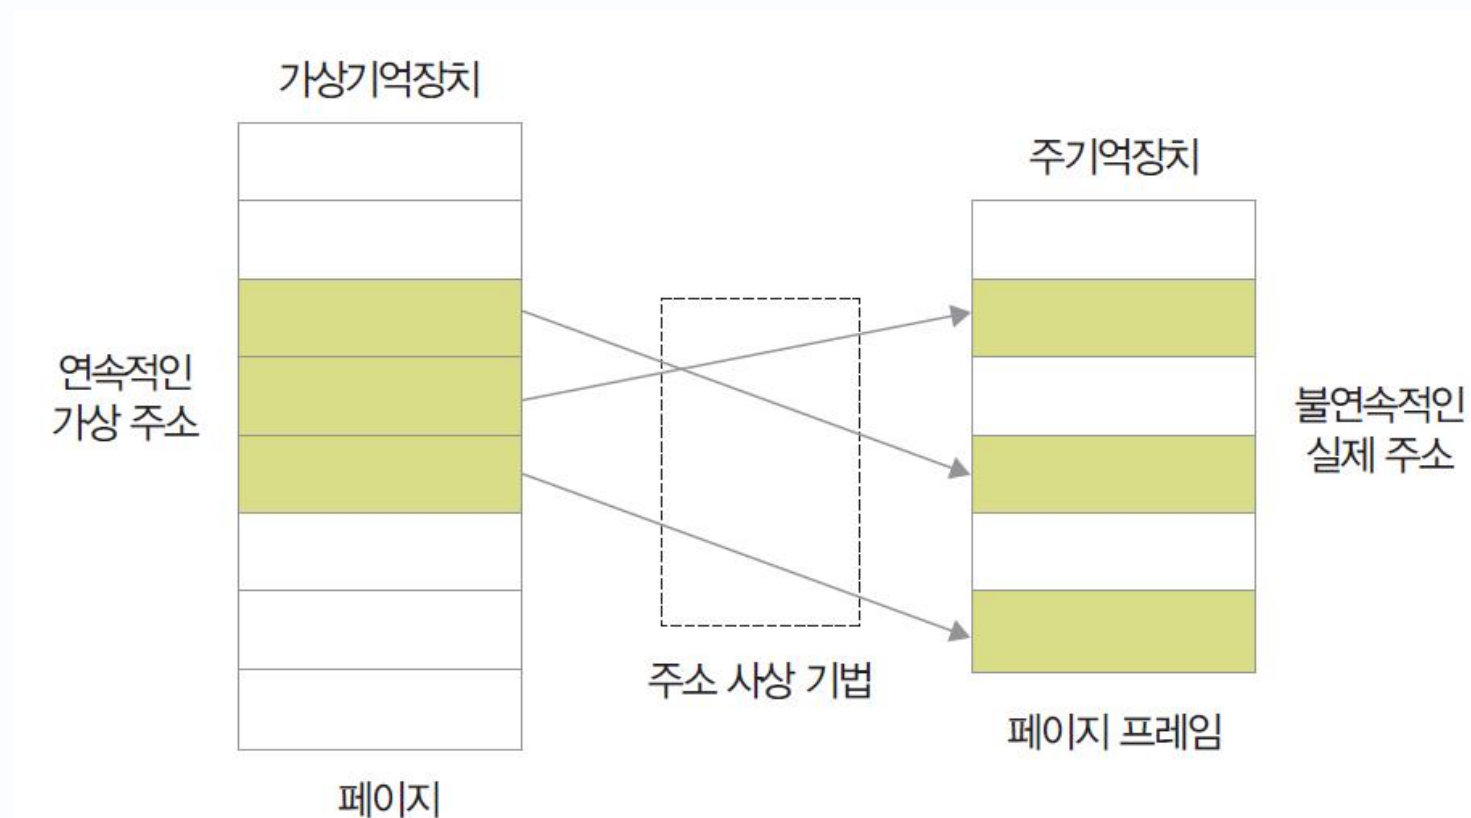 가상기억장치
주기억장치
연속적인
가상 주소
불연속적인
실제 주소
주소 사상 기법
페이지 프레임
페이지